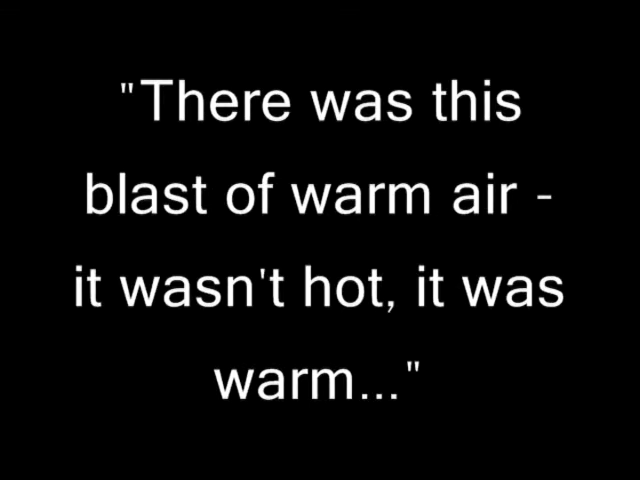 "There was this
blast of warm air -
it wasn't hot, it was
warm..."